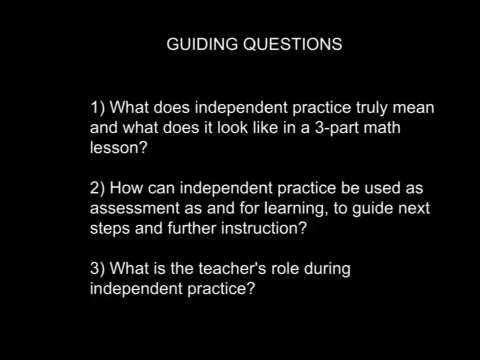 GUIDING QUESTIONS
1) What does independent practice truly mean
and what does it look like in a 3-part math
lesson?
2) How can independent practice be used as
assessment as and for learning, to guide next
steps and further instruction?
3) What is the teacher's role during
independent practice?